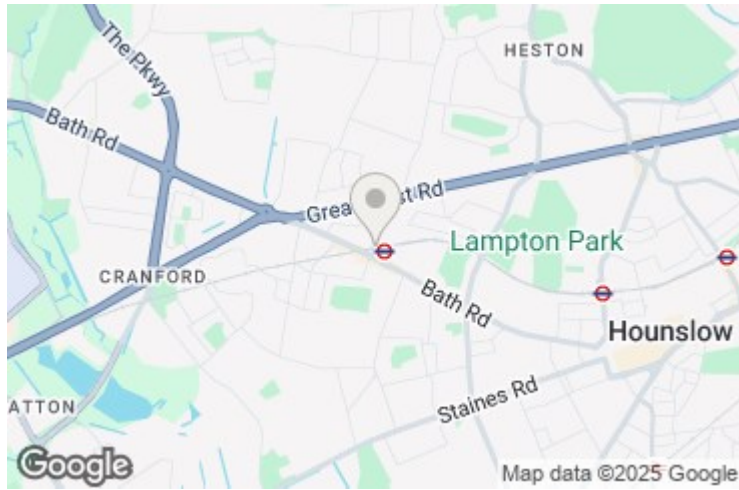 The Pkwy
HESTON
Bath Rd
Great West Rd
Lampton Park
CRANFORD
Bath Rd
Hounslow
Staines Rd
ATTON
Google
Map data ©2025 Google